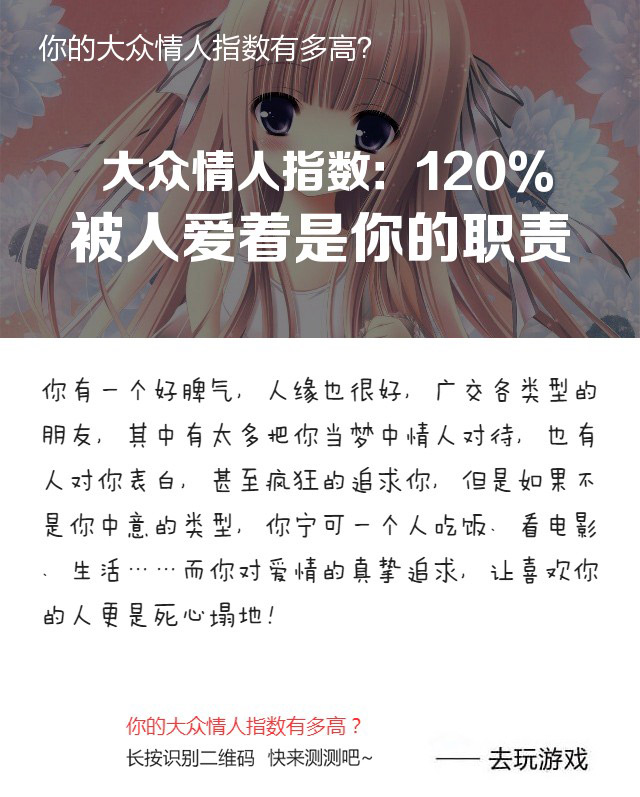 你的大众情人指数有多高？
大众情人指数：120%
被人爱着是你的职责
你有一个好脾气，人缘也很好，广交各类型的
朋友，其中有太多把你当梦中情人对待，也有
人对你表白，甚至疯狂的追求你，但是如果不
是你中意的类型，你宁可一个人吃饭、看电影
、生活……而你对爱情的真挚追求，让喜欢你
的人更是死心塌地！
你的大众情人指数有多高？
长按识别二维码 快来测测吧~
—— 去玩游戏